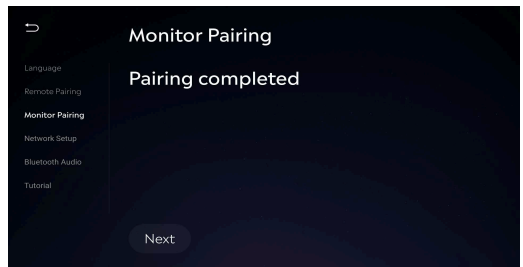 Monitor Pairing
Pairing completed
Language
Remote Pairing
Monitor Pairing
Network Setup
Bluetooth Audio
Tutorial
Next